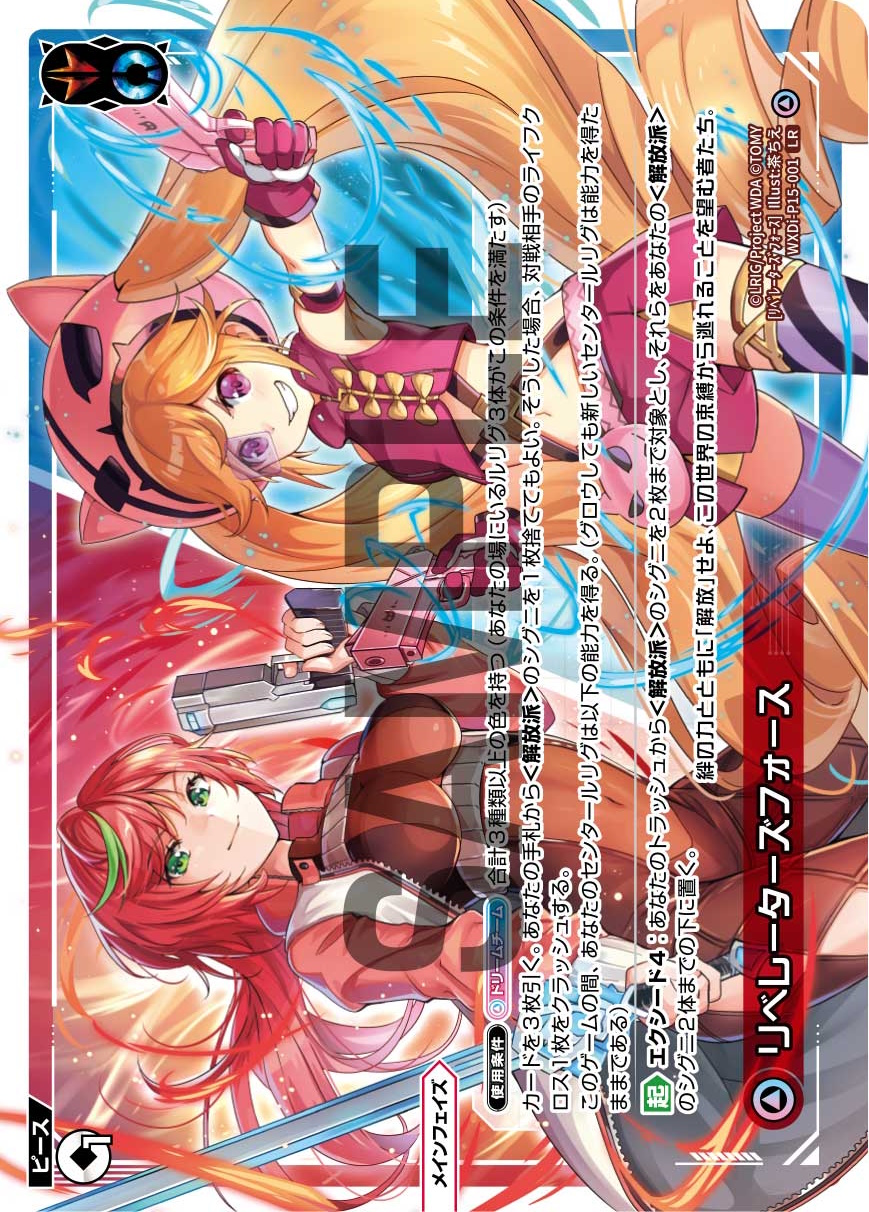 ピース
1
メインフェイズ
SAMPLE
使用条件 ドリームチーム 合計3種類以上の色を持つ（あなたの場にいるルリグ3体がこの条件を満たす）
カードを3枚引く。あなたの手札から<解放派>のシグニを1枚捨ててもよい。そうした場合、対戦相手のライフク
ロス1枚をクラッシュする。
このゲームの間、あなたのセンタールリグは以下の能力を得る。（グロウしても新しいセンタールリグは能力を得た
ままである）
起 エクシード4：あなたのトラッシュから<解放派>のシグニを2枚まで対象とし、それらをあなたの<解放派>
のシグニ2体までの下に置く。
絆の力とともに「解放」せよ、この世界の束縛から逃れることを望む者たち。
リベレーターズフォース
©LRIG/Project WDA ©TOMY
[リベレーターズフォース] Illust:茶ちえ
WXDi-P15-001 LR